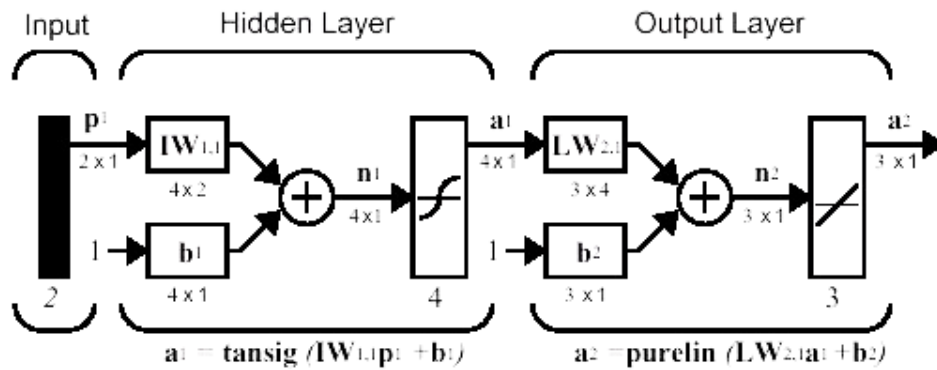 Input Hidden Layer Output Layer
p1 a1 a2
IW1,1 LW2,1
2 x 1 n1 4 x 1 n2 3 x 1
4 x 2 3 x 4
4 x 1 3 x 1
1 b1 1 b2
2 4 x 1 4 3 x 1 3
a1 = tansig (IW1,1p1 +b1) a2 =purelin (LW2,1a1 +b2)